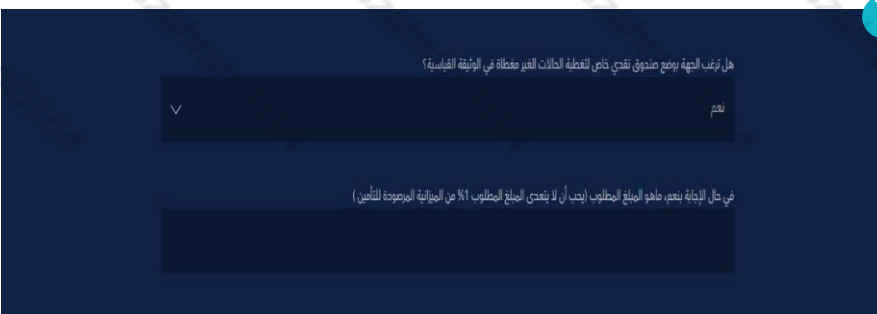 هل ترغب الجهة بوضع صندوق نقدي خاص لتغطية الحالات الغير مغطاة في الوثيقة القياسية؟
نعم
في حال الإجابة بنعم، ماهو المبلغ المطلوب (يجب أن لا يتعدى المبلغ المطلوب 1% من الميزانية المرصودة للتأمين )